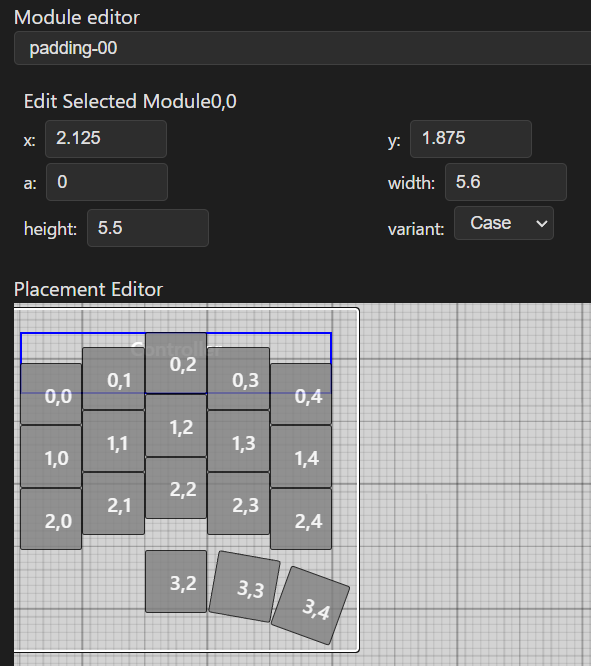 Module editor
padding-00
Edit Selected Module0,0
x: 2.125 y: 1.875
a: 0 width: 5.6
height: 5.5 variant: Case
Placement Editor
Controller
0,0 0,1 0,2 0,3 0,4
1,0 1,1 1,2 1,3 1,4
2,0 2,1 2,2 2,3 2,4
3,2 3,3 3,4